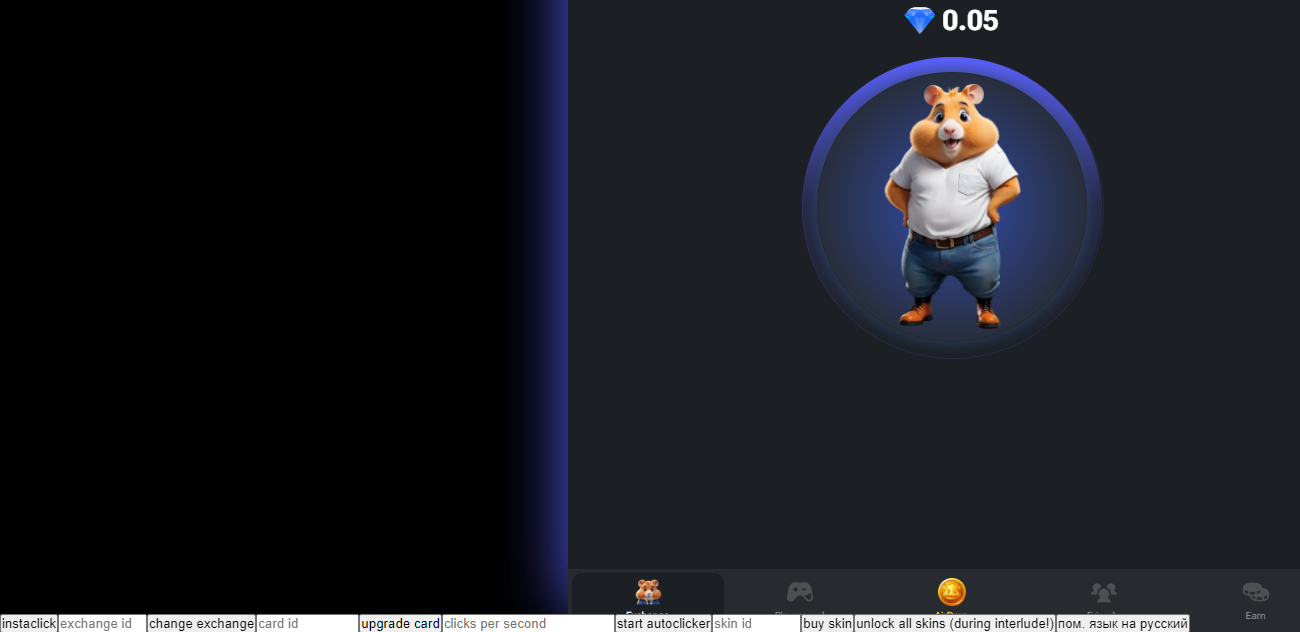 0.05
Earn
instaclick exchange id change exchange card id upgrade card clicks per second start autoclicker skin id buy skin unlock all skins (during interlude!) пом. язык на русский